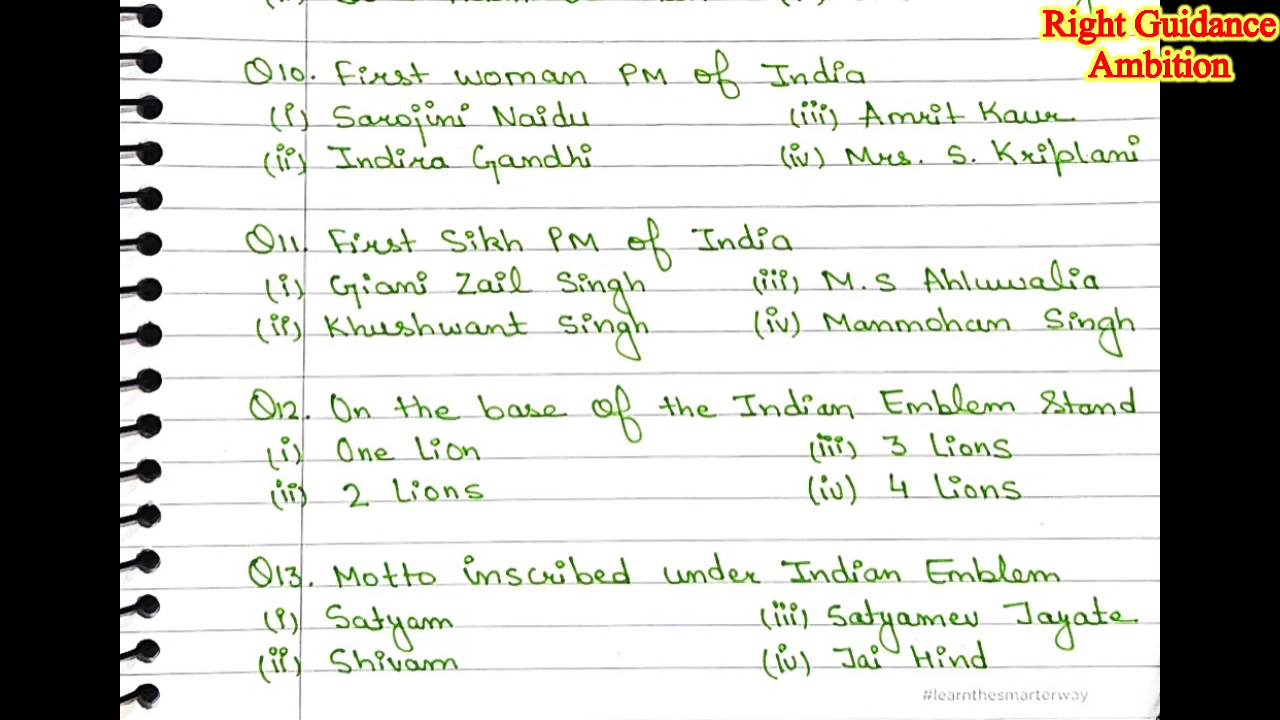 Right Guidance
Ambition
Q10. First woman PM of India
(i) Sarojini Naidu (iii) Amrit Kaur
(ii) Indira Gandhi (iv) Mrs. S. Kriplani
Q11. First Sikh PM of India
(i) Giani Zail Singh (iii) M.S Ahluwalia
(ii) Khushwant Singh (iv) Manmohan Singh
Q12. On the base of the Indian Emblem Stand
(i) One Lion (iii) 3 Lions
(ii) 2 Lions (iv) 4 Lions
Q13. Motto inscribed under Indian Emblem
(i) Satyam (iii) Satyamev Jayate
(ii) Shivam (iv) Jai Hind
#learnthesmarterway